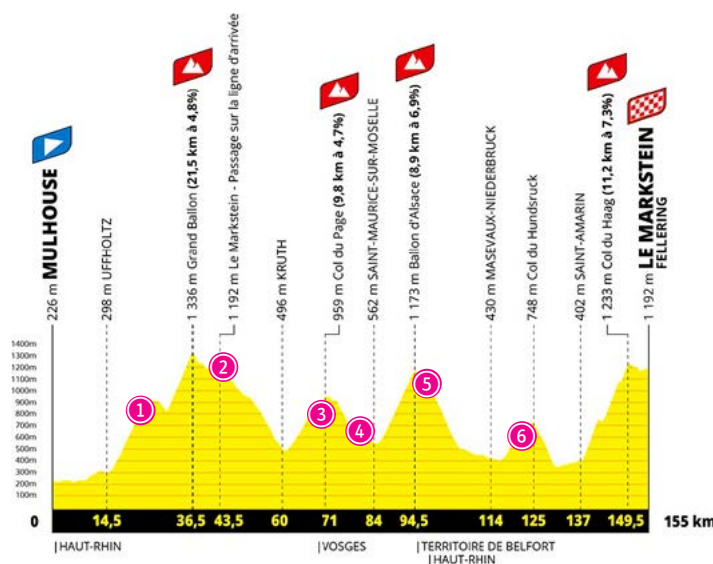 MULHOUSE
226 m
298 m UFFHOLTZ
1 336 m Grand Ballon (21,5 km à 4,8%)
1 192 m Le Markstein - Passage sur la ligne d'arrivée
496 m KRUTH
959 m Col du Page (9,8 km à 4,7%)
562 m SAINT-MAURICE-SUR-MOSELLE
1 173 m Ballon d'Alsace (8,9 km à 6,9%)
430 m MASEVAUX-NIEDERBRUCK
748 m Col du Hundsruck
402 m SAINT-AMARIN
1 233 m Col du Haag (11,2 km à 7,3%)
1 192 m LE MARKSTEIN
FELLERING
1400m
1300m
1200m
1100m
1000m
900m
800m
700m
600m
500m
400m
300m
200m
100m
1
2
3
4
5
6
0 14,5 36,5 43,5 60 71 84 94,5 114 125 137 149,5 155 km
HAUT-RHIN VOSGES TERRITOIRE DE BELFORT
HAUT-RHIN